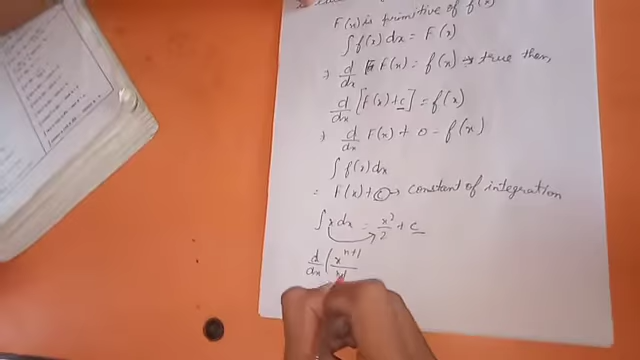 F(x) is primitive of f(x)
∫f(x) dx = F(x)
⇒ d/dx F(x) = f(x) → true then,
d/dx [F(x)+c] = f(x)
⇒ d/dx F(x) + 0 = f(x)
∫f(x)dx
= F(x)+c → constant of integration
∫x dx = x²/2 + c
d/dx (x^{n+1}/n+1